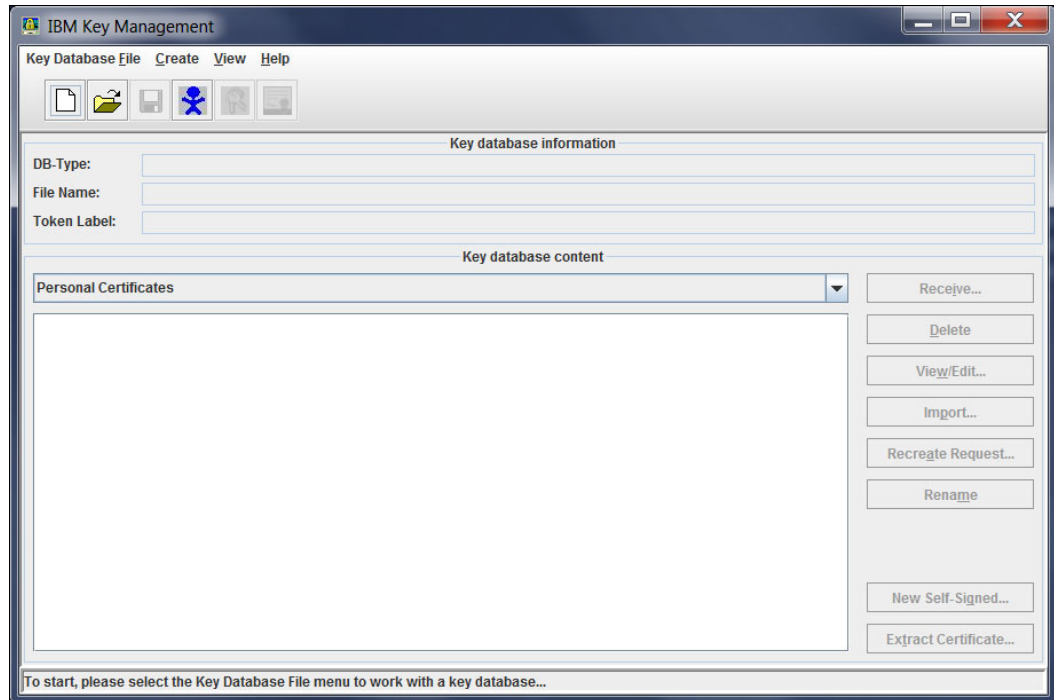 IBM Key Management
Key Database File Create View Help
Key database information
DB-Type:
File Name:
Token Label:
Key database content
Personal Certificates
Receive...
Delete
View/Edit...
Import...
Recreate Request...
Rename
New Self-Signed...
Extract Certificate...
To start, please select the Key Database File menu to work with a key database...